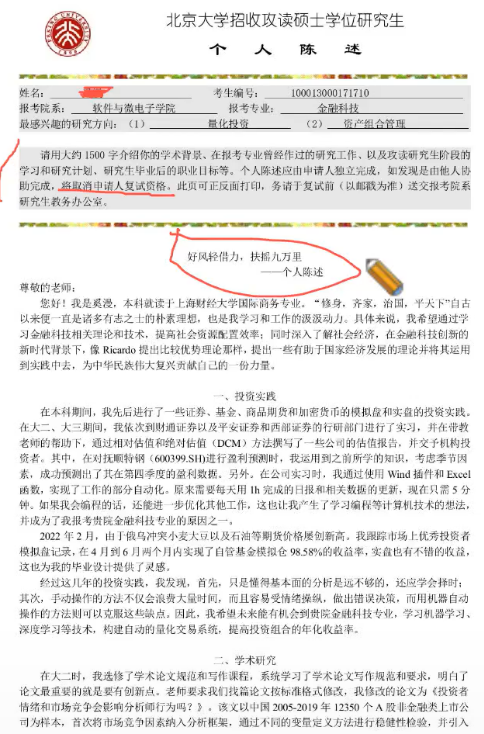 北京大学招收攻读硕士学位研究生
个 人 陈 述
姓名： 考生编号： 100013000171710
报考院系： 软件与微电子学院 报考专业： 金融科技
最感兴趣的研究方向：（1） 量化投资 （2） 资产组合管理
请用大约 1500 字介绍你的学术背景、在报考专业曾经作过的研究工作、以及攻读研究生阶段的
学习和研究计划、研究生毕业后的职业目标等。个人陈述应由申请人独立完成，如发现是由他人协
助完成，将取消申请人复试资格。此页可正反面打印，务请于复试前（以邮戳为准）送交报考院系
研究生教务办公室。
好风轻借力，扶摇九万里
——个人陈述
尊敬的老师：
您好！我是奚漫，本科就读于上海财经大学国际商务专业。“修身，齐家，治国，平天下”自古
以来便一直是诸多有志之士的朴素理想，也是我学习和工作的汲汲动力。具体来说，我希望通过学
习金融科技相关理论和技术，提高社会资源配置效率；同时深入了解社会经济，在金融科技创新的
新时代背景下，像 Ricardo 提出比较优势理论那样，提出一些有助于国家经济发展的理论并将其运用
到实践中去，为中华民族伟大复兴贡献自己的一份力量。
一、投资实践
在本科期间，我先后进行了一些证券、基金、商品期货和加密货币的模拟盘和实盘的投资实践。
在大二、大三期间，我依次到财通证券以及平安证券和西部证券的行研部门进行了实习，并在带教
老师的帮助下，通过相对估值和绝对估值（DCM）方法撰写了一些公司的估值报告，并交予机构投
资者。其中，在对抚顺特钢（600399.SH)进行盈利预测时，我运用到之前所学的知识，考虑季节因
素，成功预测出了其在第四季度的盈利数据。另外，在公司实习时，我通过使用 Wind 插件和 Excel
函数，实现了工作的部分自动化。原来需要每天用 1h 完成的日报和相关数据的更新，现在只需 5 分
钟。如果我会编程的话，还能进一步优化其他工作，这也让我产生了学习编程等计算机技术的想法，
并成为了我报考贵院金融科技专业的原因之一。
2022 年 2 月，由于俄乌冲突小麦大豆以及石油等期货价格屡创新高。我跟踪市场上优秀投资者
模拟盘记录，在 4 月到 6 月两个月内实现了自管基金模拟仓 98.58%的收益率，实盘也有不错的收益，
这也为我的毕业设计提供了灵感。
经过这几年的投资实践，我发现，首先，只是懂得基本面的分析是远不够的，还应学会择时；
其次，手动操作的方法不仅会浪费大量时间，而且容易受情绪操纵，做出错误决策，而用机器自动
操作的方法则可以克服这些缺点。因此，我希望未来能有机会到贵院金融科技专业，学习机器学习、
深度学习等技术，构建自动的量化交易系统，提高投资组合的年化收益率。
二、学术研究
在大二时，我选修了学术论文规范和写作课程，系统学习了学术论文写作规范和要求，明白了
论文最重要的就是要有创新点。老师要求我们找篇论文按标准格式修改，我修改的论文为《投资者
情绪和市场竞争会影响分析师行为吗？》。该文以中国 2005-2019 年 12350 个 A 股非金融类上市公
司为样本，首次将市场竞争因素纳入分析框架，通过不同的变量定义方法进行稳健性检验，并引入